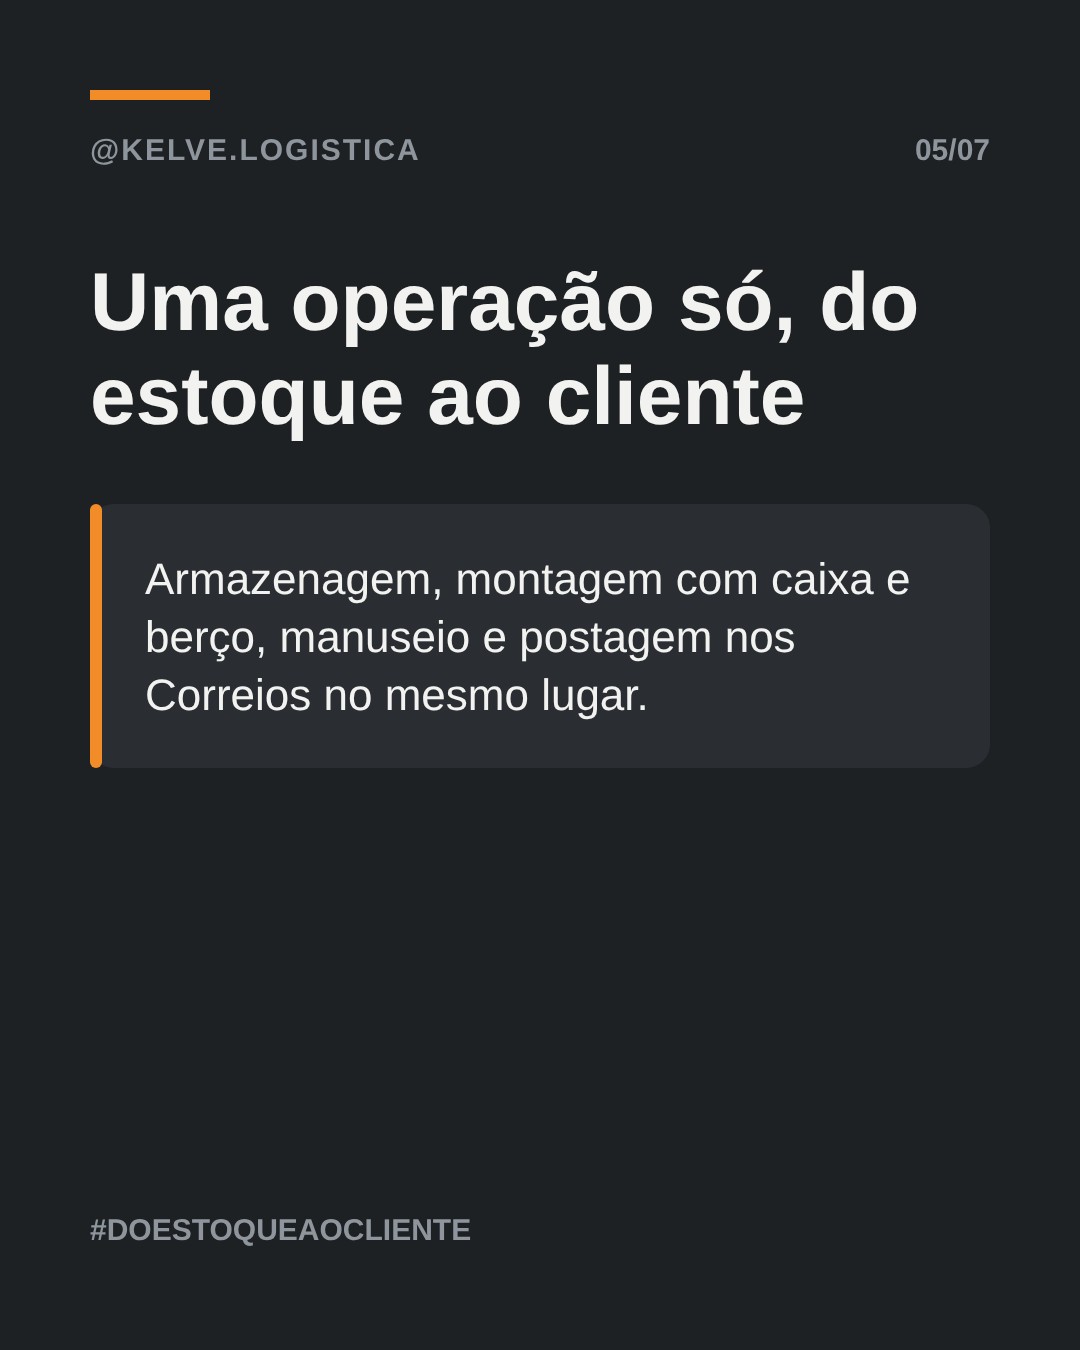 @KELVE.LOGISTICA
05/07
Uma operação só, do
estoque ao cliente
Armazenagem, montagem com caixa e
berço, manuseio e postagem nos
Correios no mesmo lugar.
#DOESTOQUEAOCLIENTE